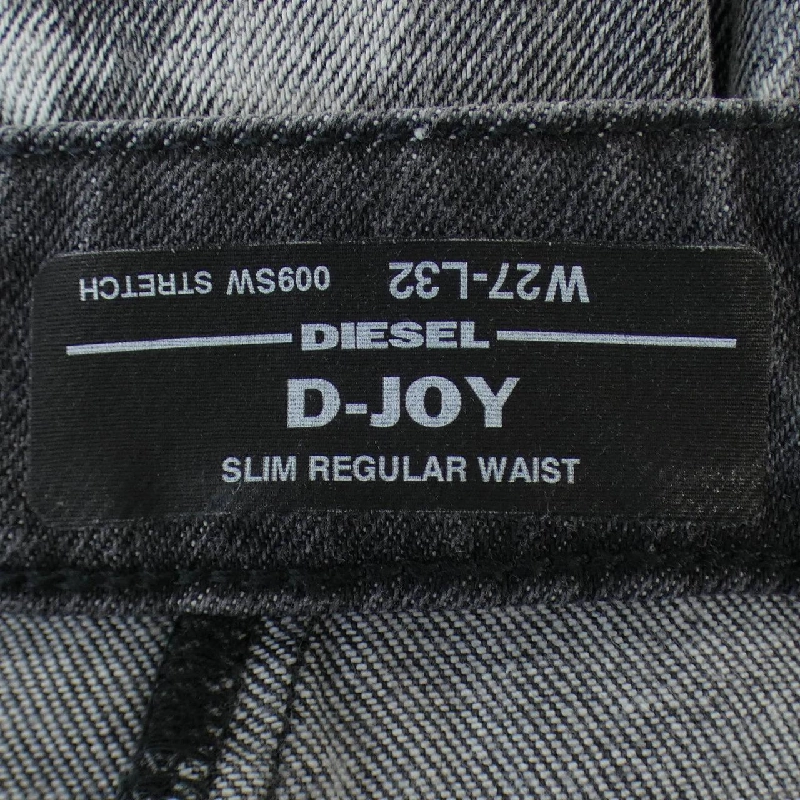 W27-L32 009SW STRETCH
DIESEL
D-JOY
SLIM REGULAR WAIST